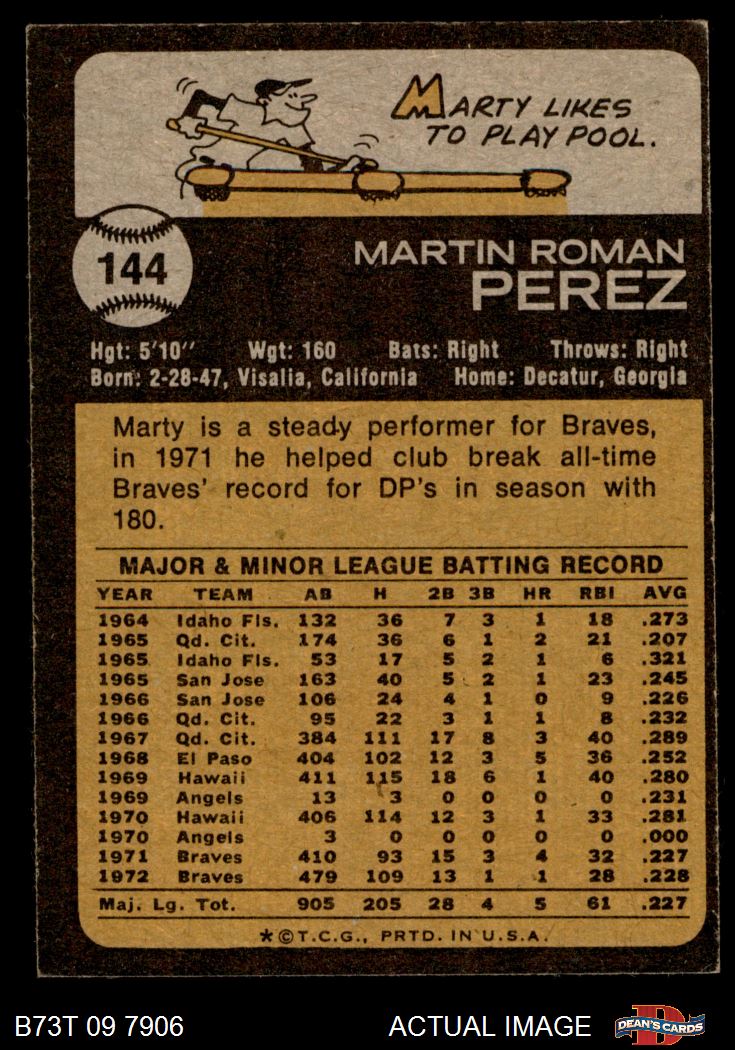 MARTY LIKES
TO PLAY POOL.
144
MARTIN ROMAN
PEREZ
Hgt: 5'10" Wgt: 160 Bats: Right Throws: Right
Born: 2-28-47, Visalia, California Home: Decatur, Georgia
Marty is a steady performer for Braves,
in 1971 he helped club break all-time
Braves' record for DP's in season with
180.
MAJOR & MINOR LEAGUE BATTING RECORD
YEAR TEAM AB H 2B 3B HR RBI AVG
1964 Idaho Fls. 132 36 7 3 1 18 .273
1965 Qd. Cit. 174 36 6 1 2 21 .207
1965 Idaho Fls. 53 17 5 2 1 6 .321
1965 San Jose 163 40 5 2 1 23 .245
1966 San Jose 106 24 4 1 0 9 .226
1966 Qd. Cit. 95 22 3 1 1 8 .232
1967 Qd. Cit. 384 111 17 8 3 40 .289
1968 El Paso 404 102 12 3 5 36 .252
1969 Hawaii 411 115 18 6 1 40 .280
1969 Angels 13 3 0 0 0 0 .231
1970 Hawaii 406 114 12 3 1 33 .281
1970 Angels 3 0 0 0 0 0 .000
1971 Braves 410 93 15 3 4 32 .227
1972 Braves 479 109 13 1 1 28 .228
Maj. Lg. Tot. 905 205 28 4 5 61 .227
*©T.C.G., PRTD. IN U.S.A.
B73T 09 7906 ACTUAL IMAGE DEAN'S CARDS